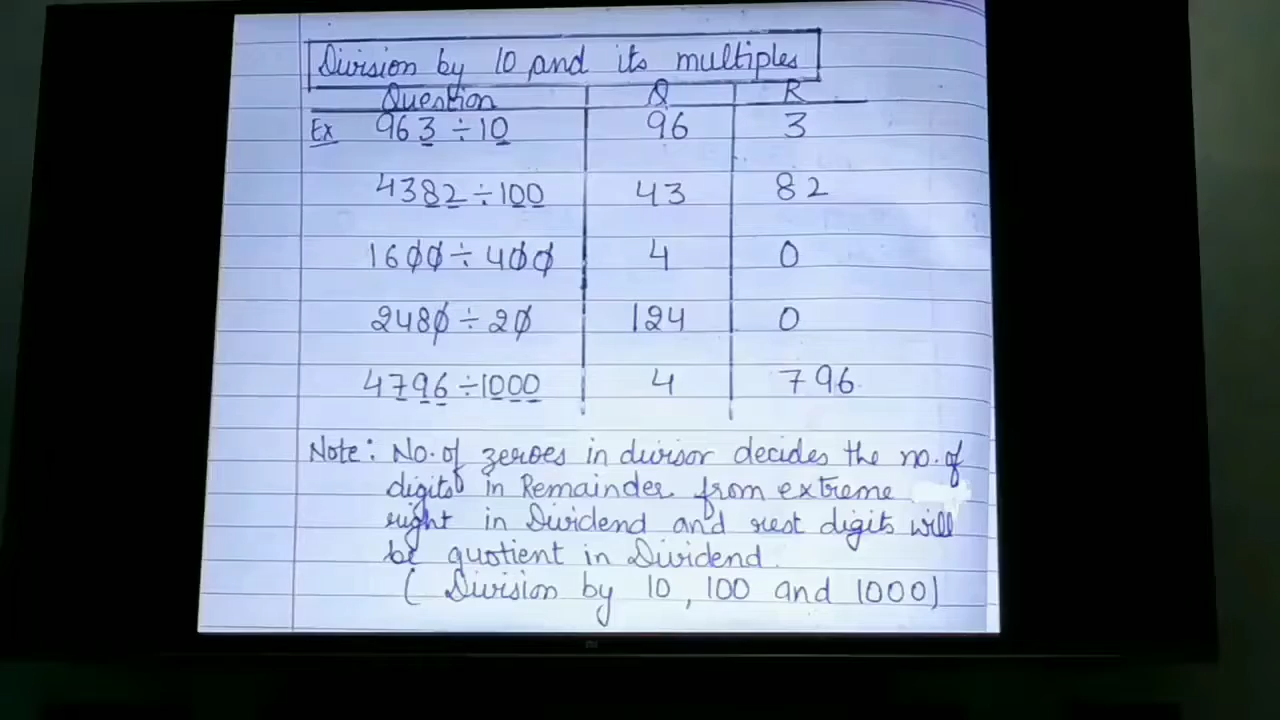 Division by 10 and its multiples
Question Q R
Ex 963 ÷ 10 96 3
4382 ÷ 100 43 82
1600 ÷ 400 4 0
2480 ÷ 20 124 0
4796 ÷ 1000 4 796
Note: No. of zeroes in divisor decides the no. of
digits in Remainder from extreme
right in Dividend and rest digits will
be quotient in Dividend.
( Division by 10, 100 and 1000)
mi